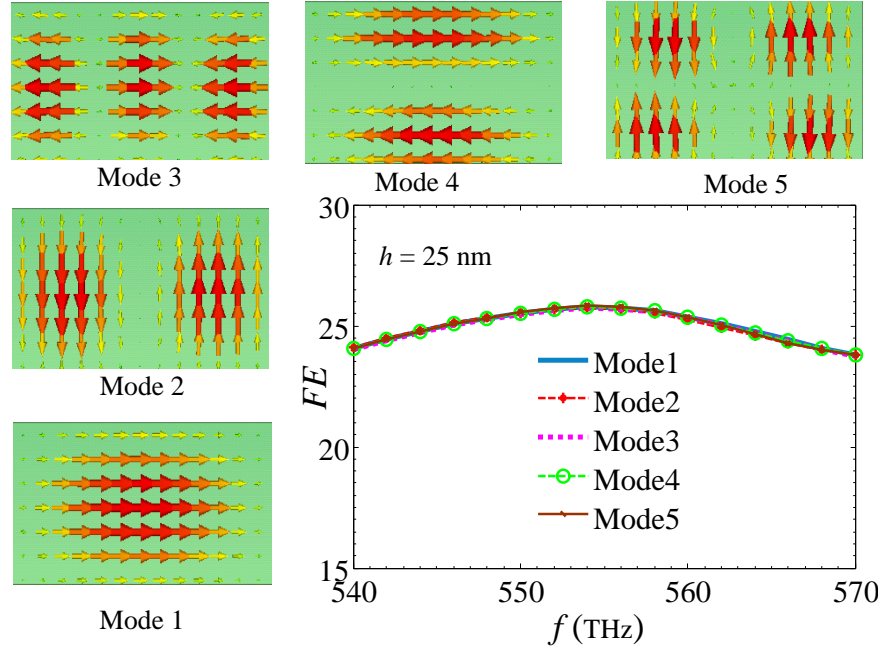 Mode 3
Mode 4
Mode 5
Mode 2
Mode 1
30
25
20
15
FE
h = 25 nm
Mode1
Mode2
Mode3
Mode4
Mode5
540 550 560 570
f (THz)